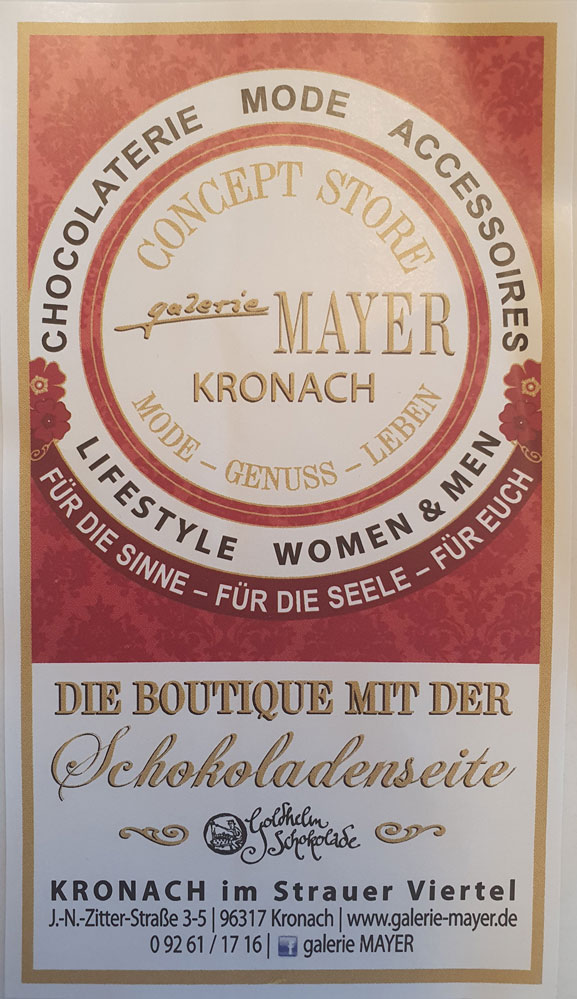 CHOCOLATERIE MODE ACCESSOIRES
CONCEPT STORE
galerie MAYER
KRONACH
MODE – GENUSS – LEBEN
LIFESTYLE WOMEN & MEN
FÜR DIE SINNE – FÜR DIE SEELE – FÜR EUCH
DIE BOUTIQUE MIT DER
Schokoladenseite
Goldhelm
Schokolade
KRONACH im Strauer Viertel
J.-N.-Zitter-Straße 3-5 | 96317 Kronach | www.galerie-mayer.de
0 92 61 / 17 16 | f galerie MAYER